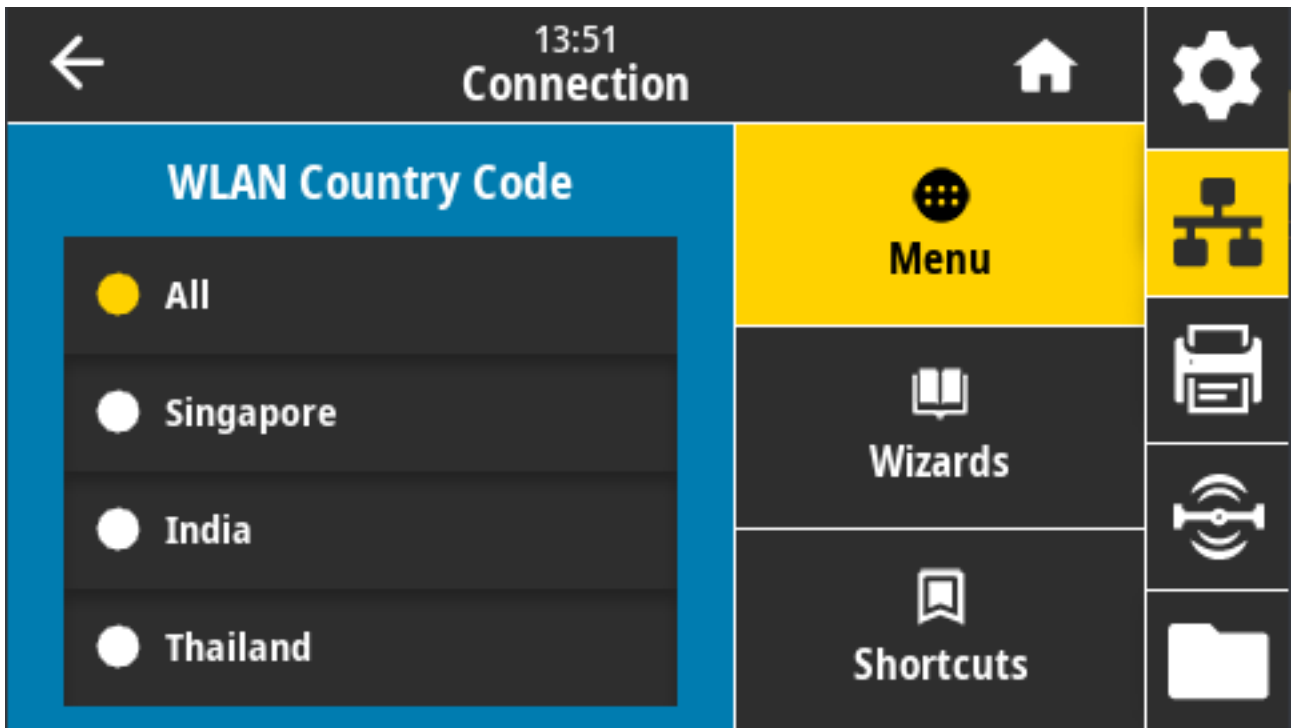 13:51
Connection
WLAN Country Code
All
Singapore
India
Thailand
Menu
Wizards
Shortcuts